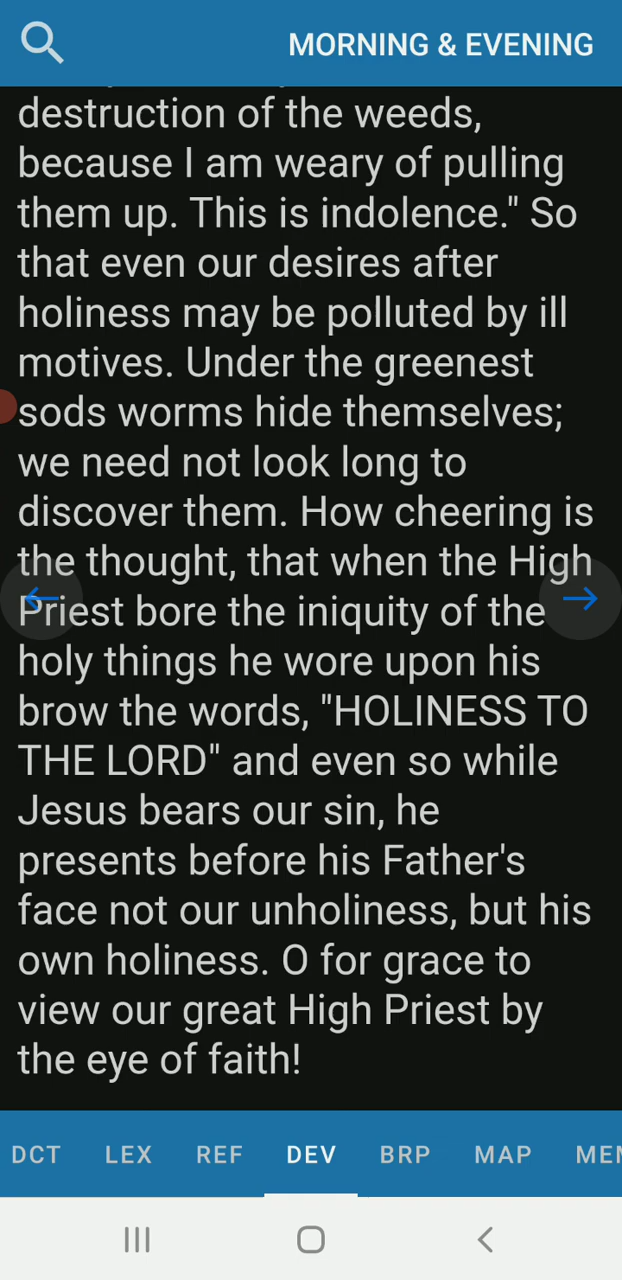 MORNING & EVENING
destruction of the weeds,
because I am weary of pulling
them up. This is indolence." So
that even our desires after
holiness may be polluted by ill
motives. Under the greenest
sods worms hide themselves;
we need not look long to
discover them. How cheering is
the thought, that when the High
Priest bore the iniquity of the
holy things he wore upon his
brow the words, "HOLINESS TO
THE LORD" and even so while
Jesus bears our sin, he
presents before his Father's
face not our unholiness, but his
own holiness. O for grace to
view our great High Priest by
the eye of faith!
DCT LEX REF DEV BRP MAP